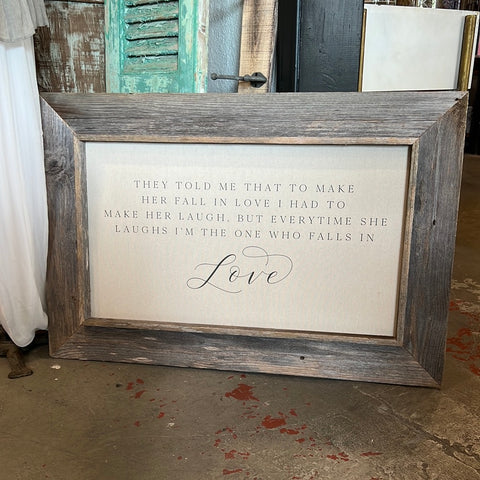 THEY TOLD ME THAT TO MAKE
HER FALL IN LOVE I HAD TO
MAKE HER LAUGH, BUT EVERYTIME SHE
LAUGHS I'M THE ONE WHO FALLS IN
Love